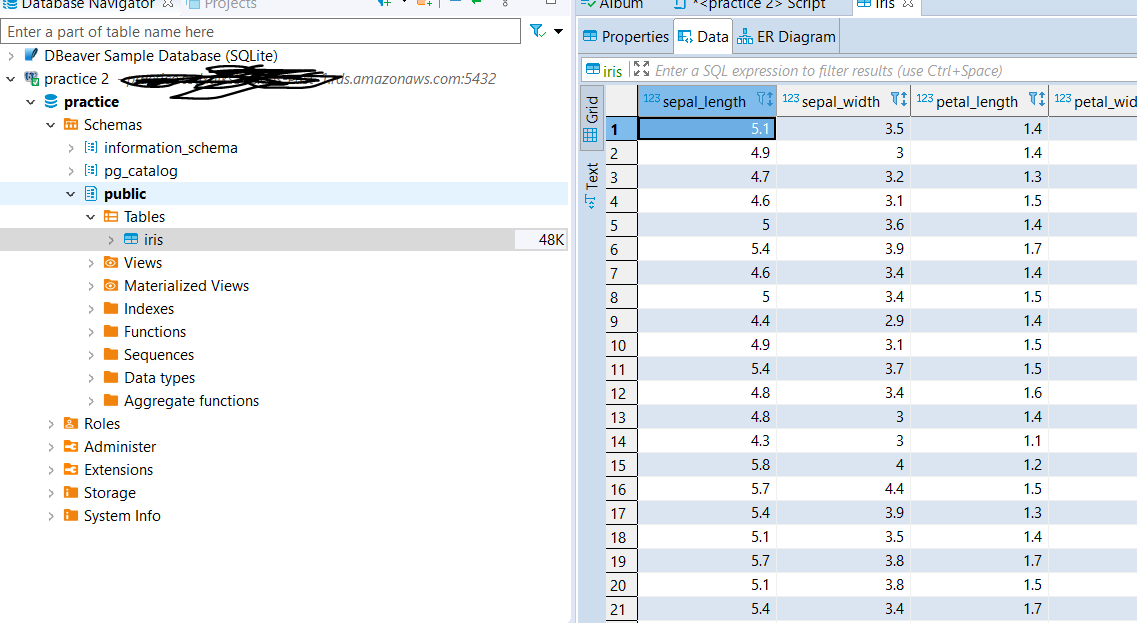 Database Navigator Projects
Enter a part of table name here
DBeaver Sample Database (SQLite)
practice 2 rds.amazonaws.com:5432
practice
Schemas
information_schema
pg_catalog
public
Tables
iris 48K
Views
Materialized Views
Indexes
Functions
Sequences
Data types
Aggregate functions
Roles
Administer
Extensions
Storage
System Info
Album *<practice 2> Script iris
Properties Data ER Diagram
iris Enter a SQL expression to filter results (use Ctrl+Space)
Grid
Text
123 sepal_length 123 sepal_width 123 petal_length 123 petal_wid
1 5.1 3.5 1.4
2 4.9 3 1.4
3 4.7 3.2 1.3
4 4.6 3.1 1.5
5 5 3.6 1.4
6 5.4 3.9 1.7
7 4.6 3.4 1.4
8 5 3.4 1.5
9 4.4 2.9 1.4
10 4.9 3.1 1.5
11 5.4 3.7 1.5
12 4.8 3.4 1.6
13 4.8 3 1.4
14 4.3 3 1.1
15 5.8 4 1.2
16 5.7 4.4 1.5
17 5.4 3.9 1.3
18 5.1 3.5 1.4
19 5.7 3.8 1.7
20 5.1 3.8 1.5
21 5.4 3.4 1.7